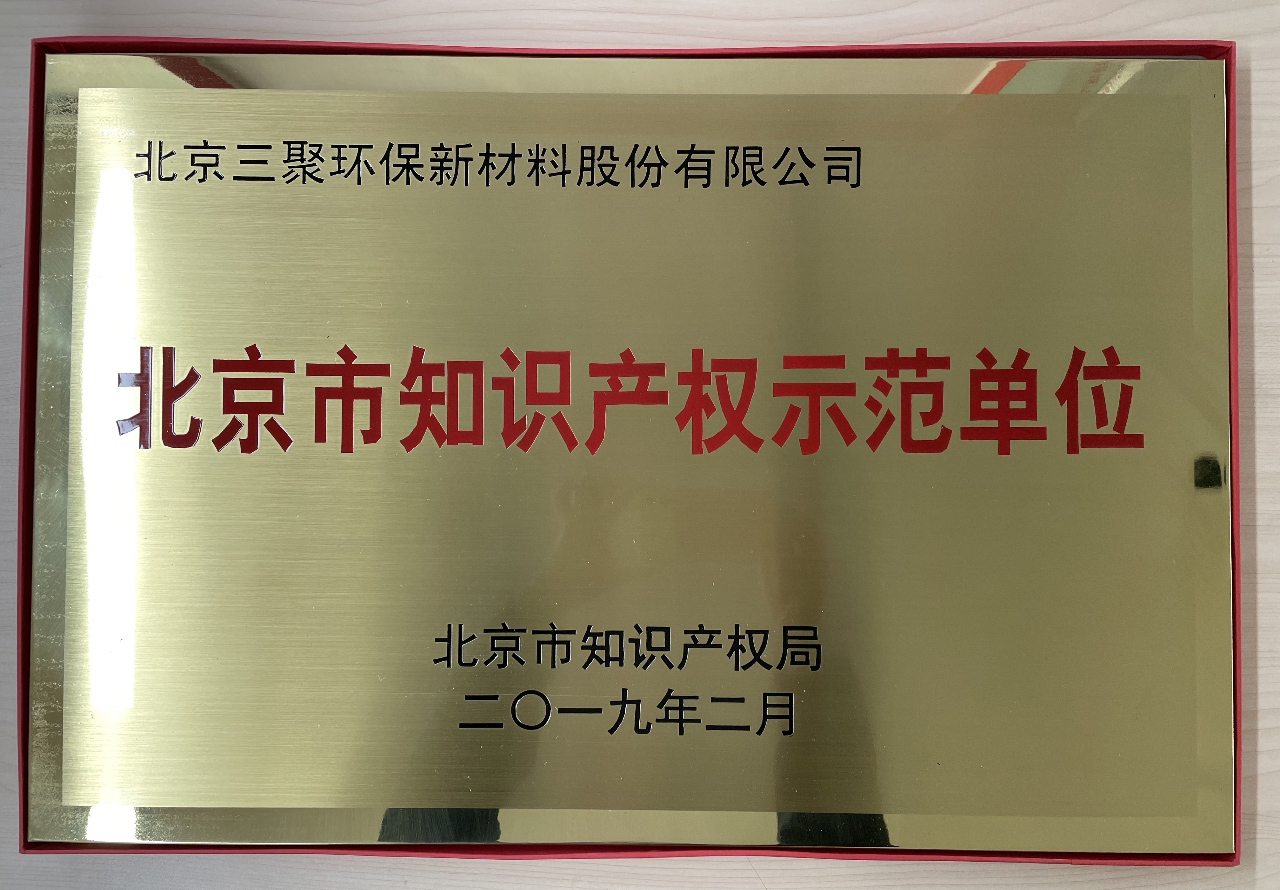 北京三聚环保新材料股份有限公司
北京市知识产权示范单位
北京市知识产权局
二〇一九年二月